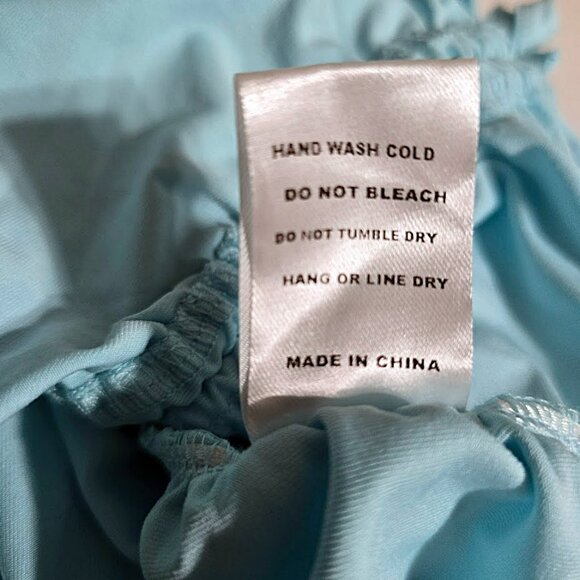 HAND WASH COLD
DO NOT BLEACH
DO NOT TUMBLE DRY
HANG OR LINE DRY
MADE IN CHINA